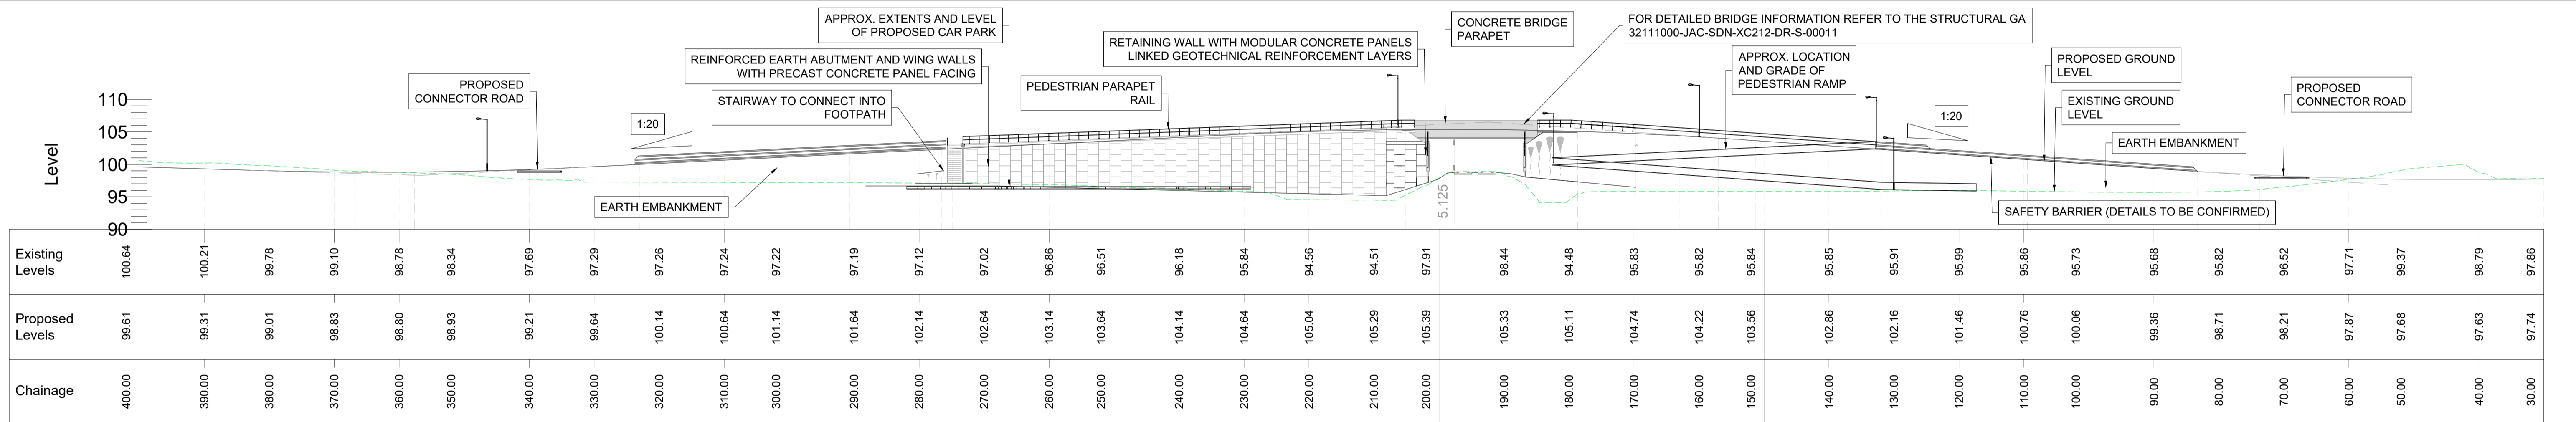 APPROX. EXTENTS AND LEVEL
OF PROPOSED CAR PARK
CONCRETE BRIDGE
PARAPET
FOR DETAILED BRIDGE INFORMATION REFER TO THE STRUCTURAL GA
32111000-JAC-SDN-XC212-DR-S-00011
RETAINING WALL WITH MODULAR CONCRETE PANELS
LINKED GEOTECHNICAL REINFORCEMENT LAYERS
REINFORCED EARTH ABUTMENT AND WING WALLS
WITH PRECAST CONCRETE PANEL FACING
APPROX. LOCATION
AND GRADE OF
PEDESTRIAN RAMP
PROPOSED GROUND
LEVEL
PROPOSED
CONNECTOR ROAD
PEDESTRIAN PARAPET
RAIL
PROPOSED
CONNECTOR ROAD
STAIRWAY TO CONNECT INTO
FOOTPATH
EXISTING GROUND
LEVEL
1:20
1:20
EARTH EMBANKMENT
EARTH EMBANKMENT
SAFETY BARRIER (DETAILS TO BE CONFIRMED)
5.125
Level
110
105
100
95
90
Existing
Levels
100.64 100.21 99.78 99.10 98.78 98.34 97.69 97.29 97.26 97.24 97.22 97.19 97.12 97.02 96.86 96.51 96.18 95.84 94.56 94.51 97.91 98.44 94.48 95.83 95.82 95.84 95.85 95.91 95.99 95.86 95.73 95.68 95.82 96.52 97.71 99.37 98.79 97.86
Proposed
Levels
99.61 99.31 99.01 98.83 98.80 98.93 99.21 99.64 100.14 100.64 101.14 101.64 102.14 102.64 103.14 103.64 104.14 104.64 105.04 105.29 105.39 105.33 105.11 104.74 104.22 103.56 102.86 102.16 101.46 100.76 100.06 99.36 98.71 98.21 97.87 97.68 97.63 97.74
Chainage
400.00 390.00 380.00 370.00 360.00 350.00 340.00 330.00 320.00 310.00 300.00 290.00 280.00 270.00 260.00 250.00 240.00 230.00 220.00 210.00 200.00 190.00 180.00 170.00 160.00 150.00 140.00 130.00 120.00 110.00 100.00 90.00 80.00 70.00 60.00 50.00 40.00 30.00